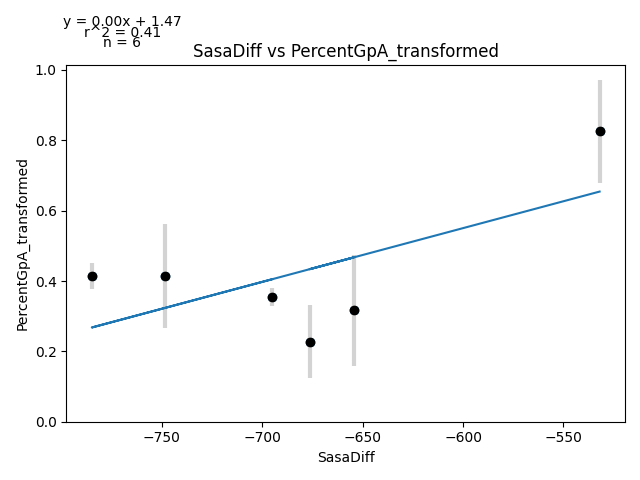 y = 0.00x + 1.47
r^2 = 0.41
n = 6
SasaDiff vs PercentGpA_transformed
PercentGpA_transformed
1.0
0.8
0.6
0.4
0.2
0.0
−750
−700
−650
−600
−550
SasaDiff